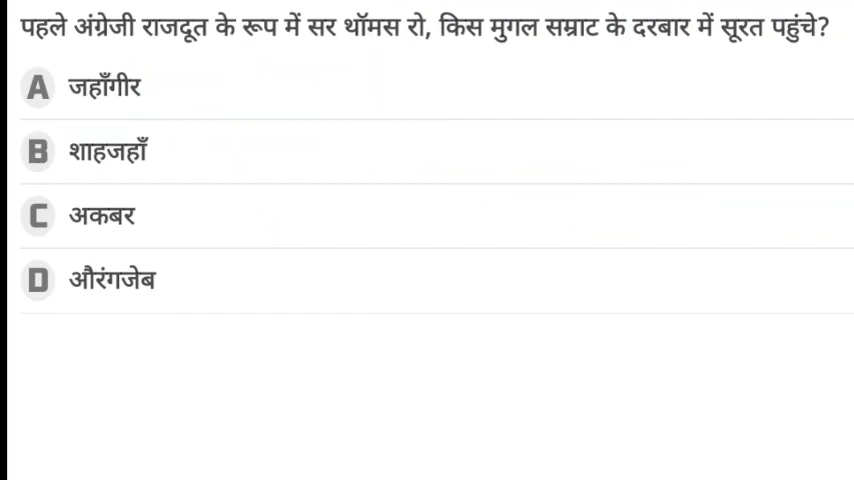 पहले अंग्रेजी राजदूत के रूप में सर थॉमस रो, किस मुगल सम्राट के दरबार में सूरत पहुंचे?
A जहाँगीर
B शाहजहाँ
C अकबर
D औरंगजेब